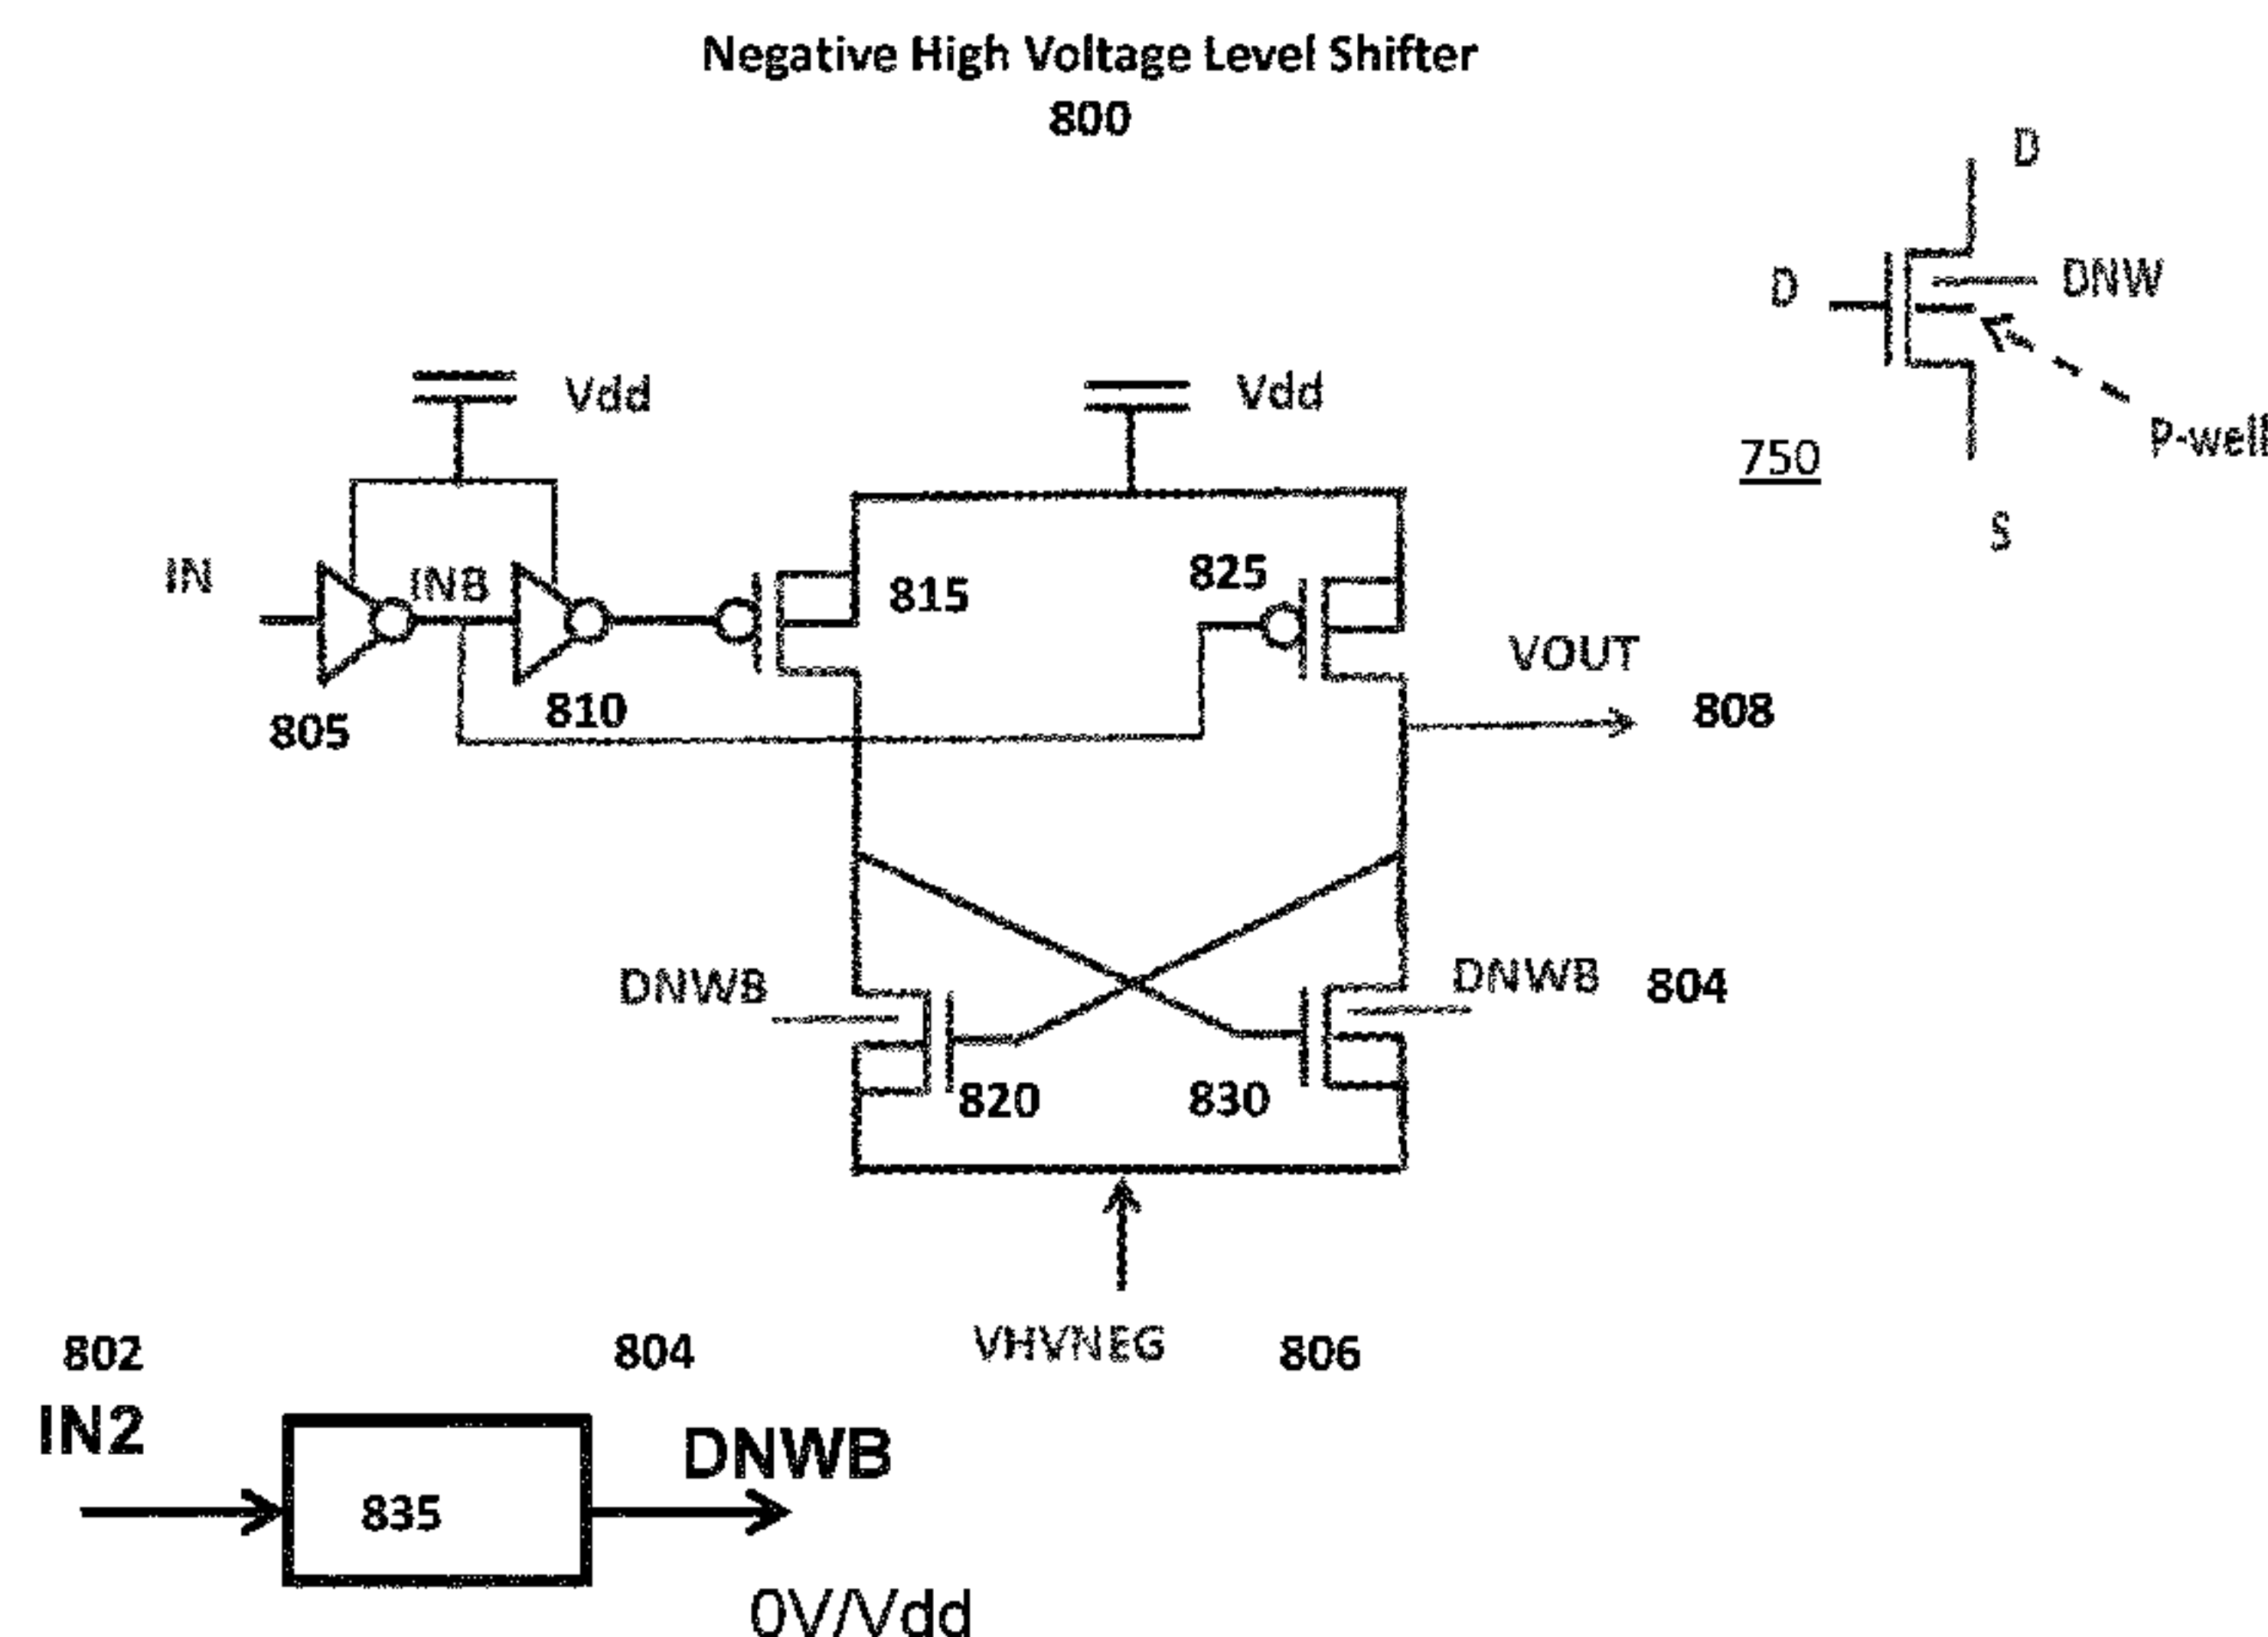 Negative High Voltage Level Shifter
800
D
D
DNW
P-well
750
S
Vdd
Vdd
IN
INB
815
825
VOUT
808
805
810
DNWB
DNWB
804
820
830
VHVNEG
806
802
804
IN2
DNWB
835
0V/Vdd